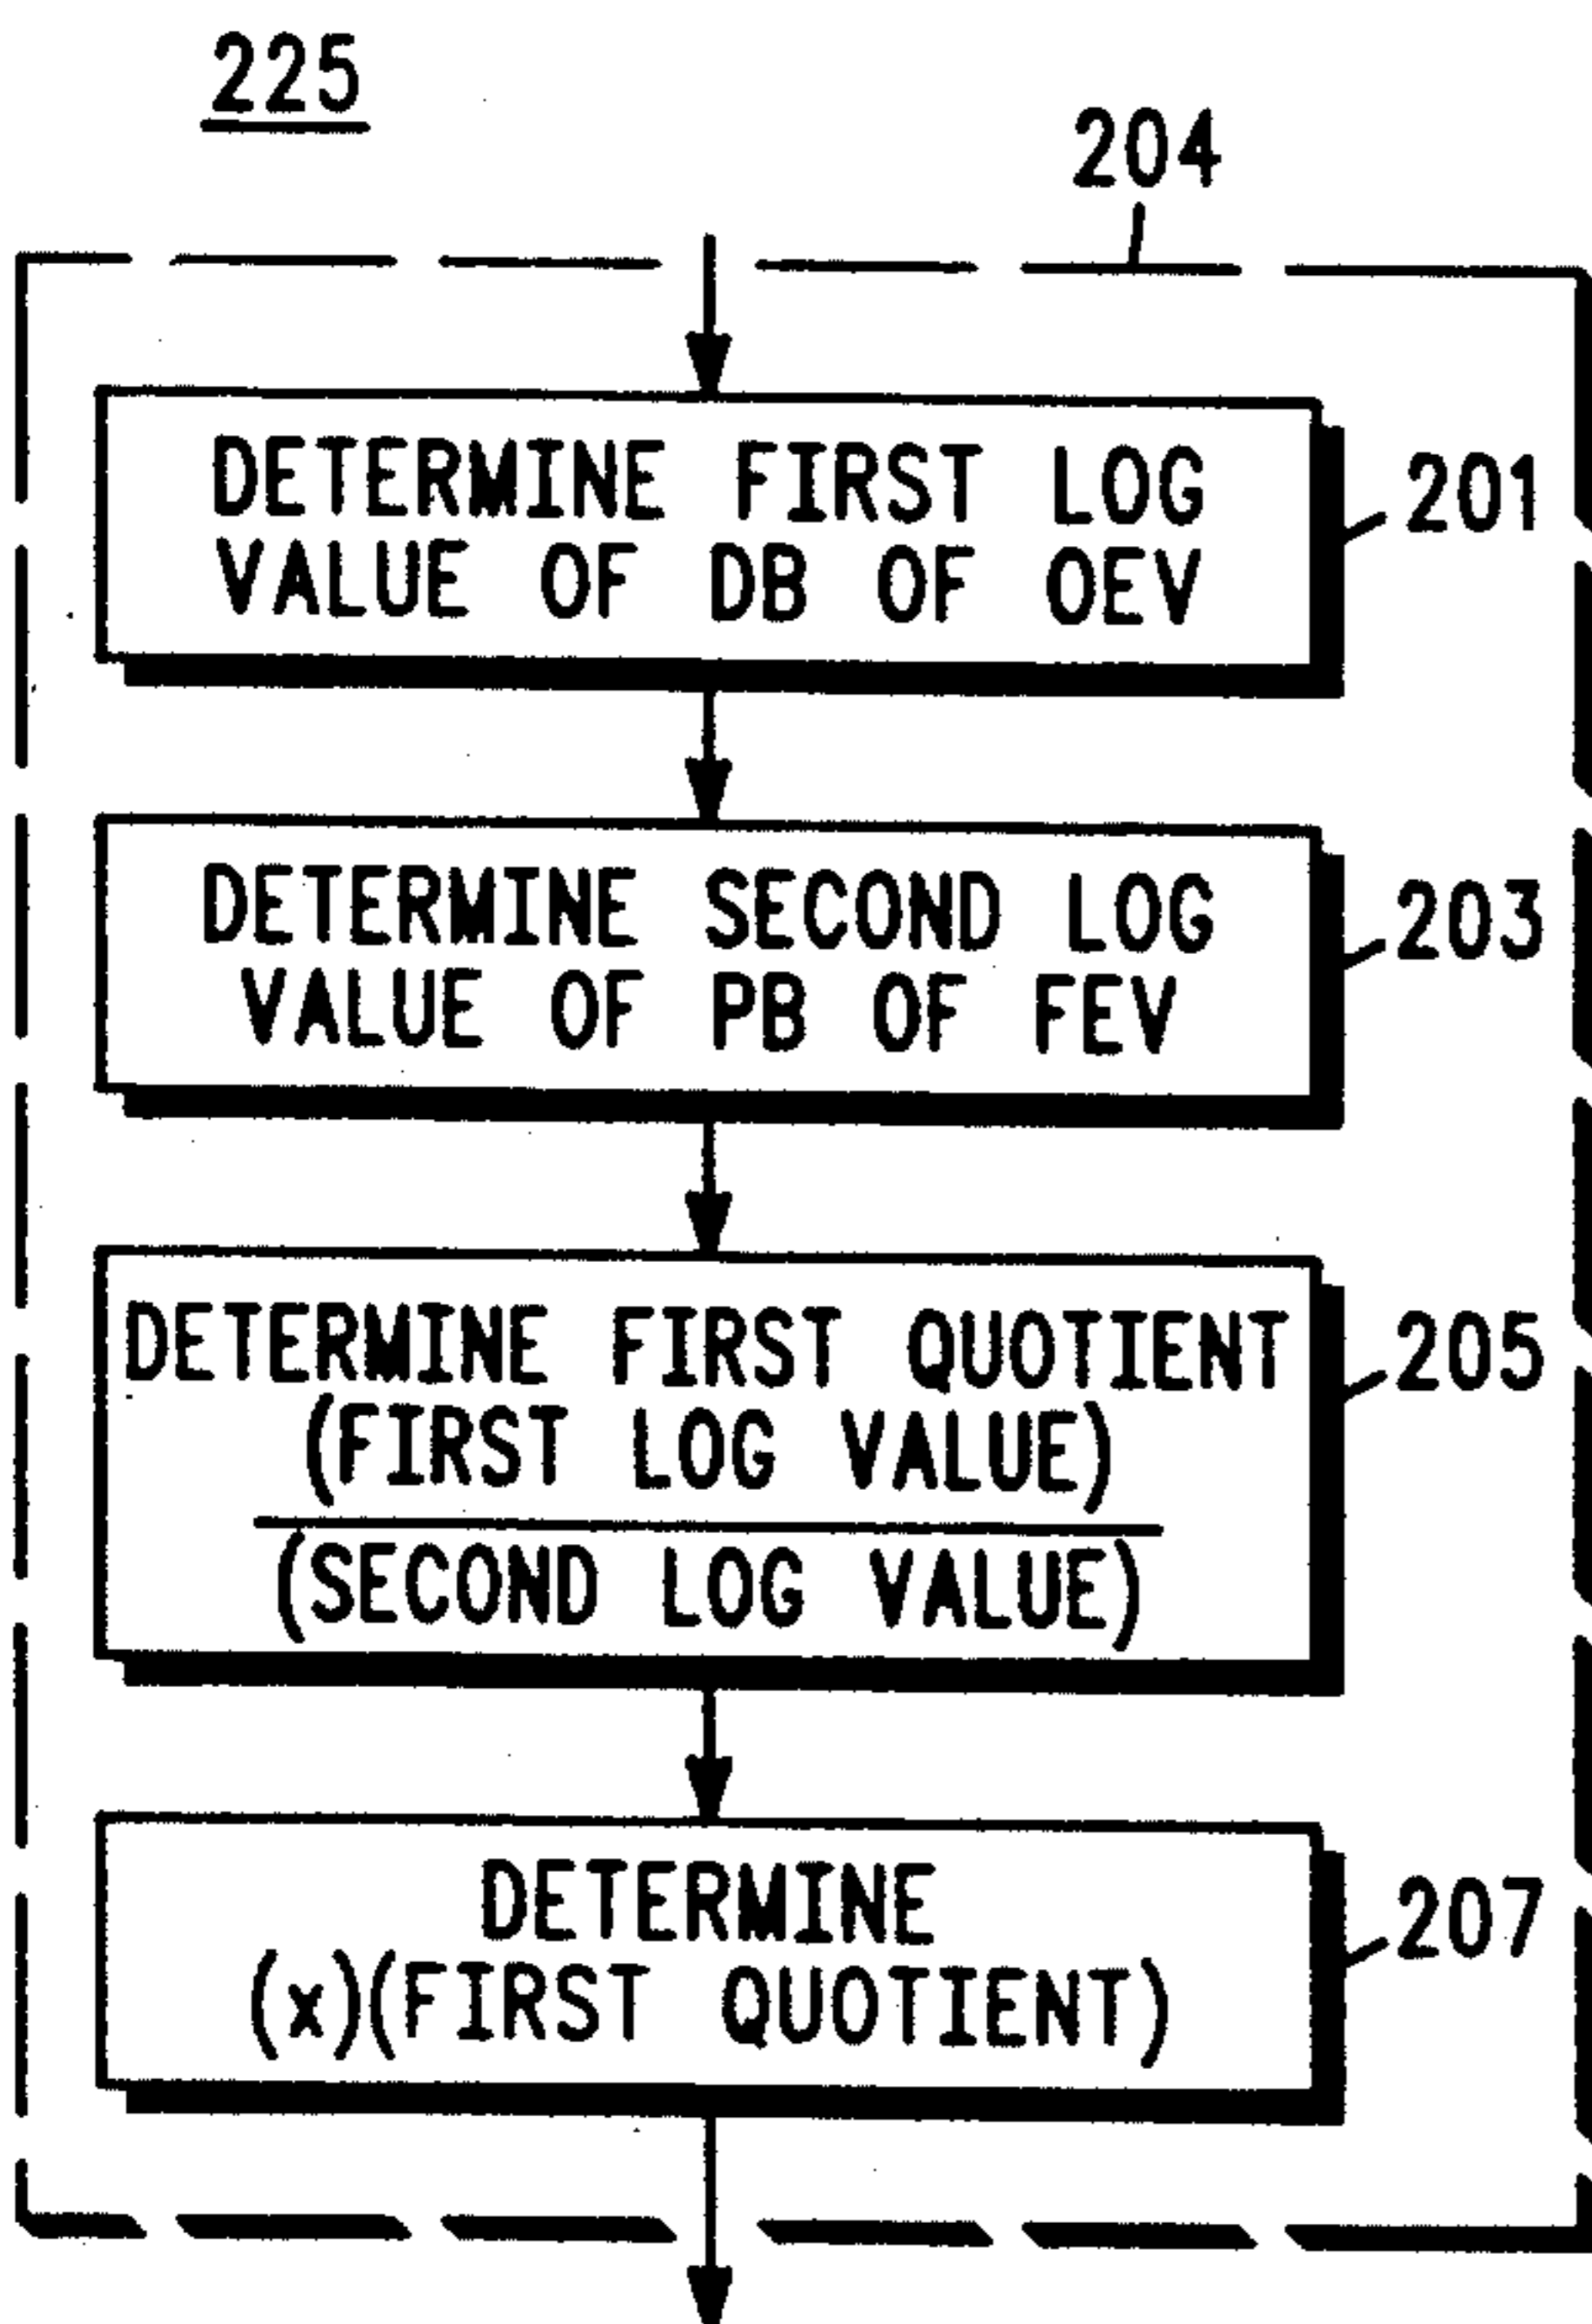 225
204
DETERMINE FIRST LOG
VALUE OF DB OF OEV
201
DETERMINE SECOND LOG
VALUE OF PB OF FEV
203
DETERMINE FIRST QUOTIENT
(FIRST LOG VALUE)
(SECOND LOG VALUE)
205
DETERMINE
(x)(FIRST QUOTIENT)
207